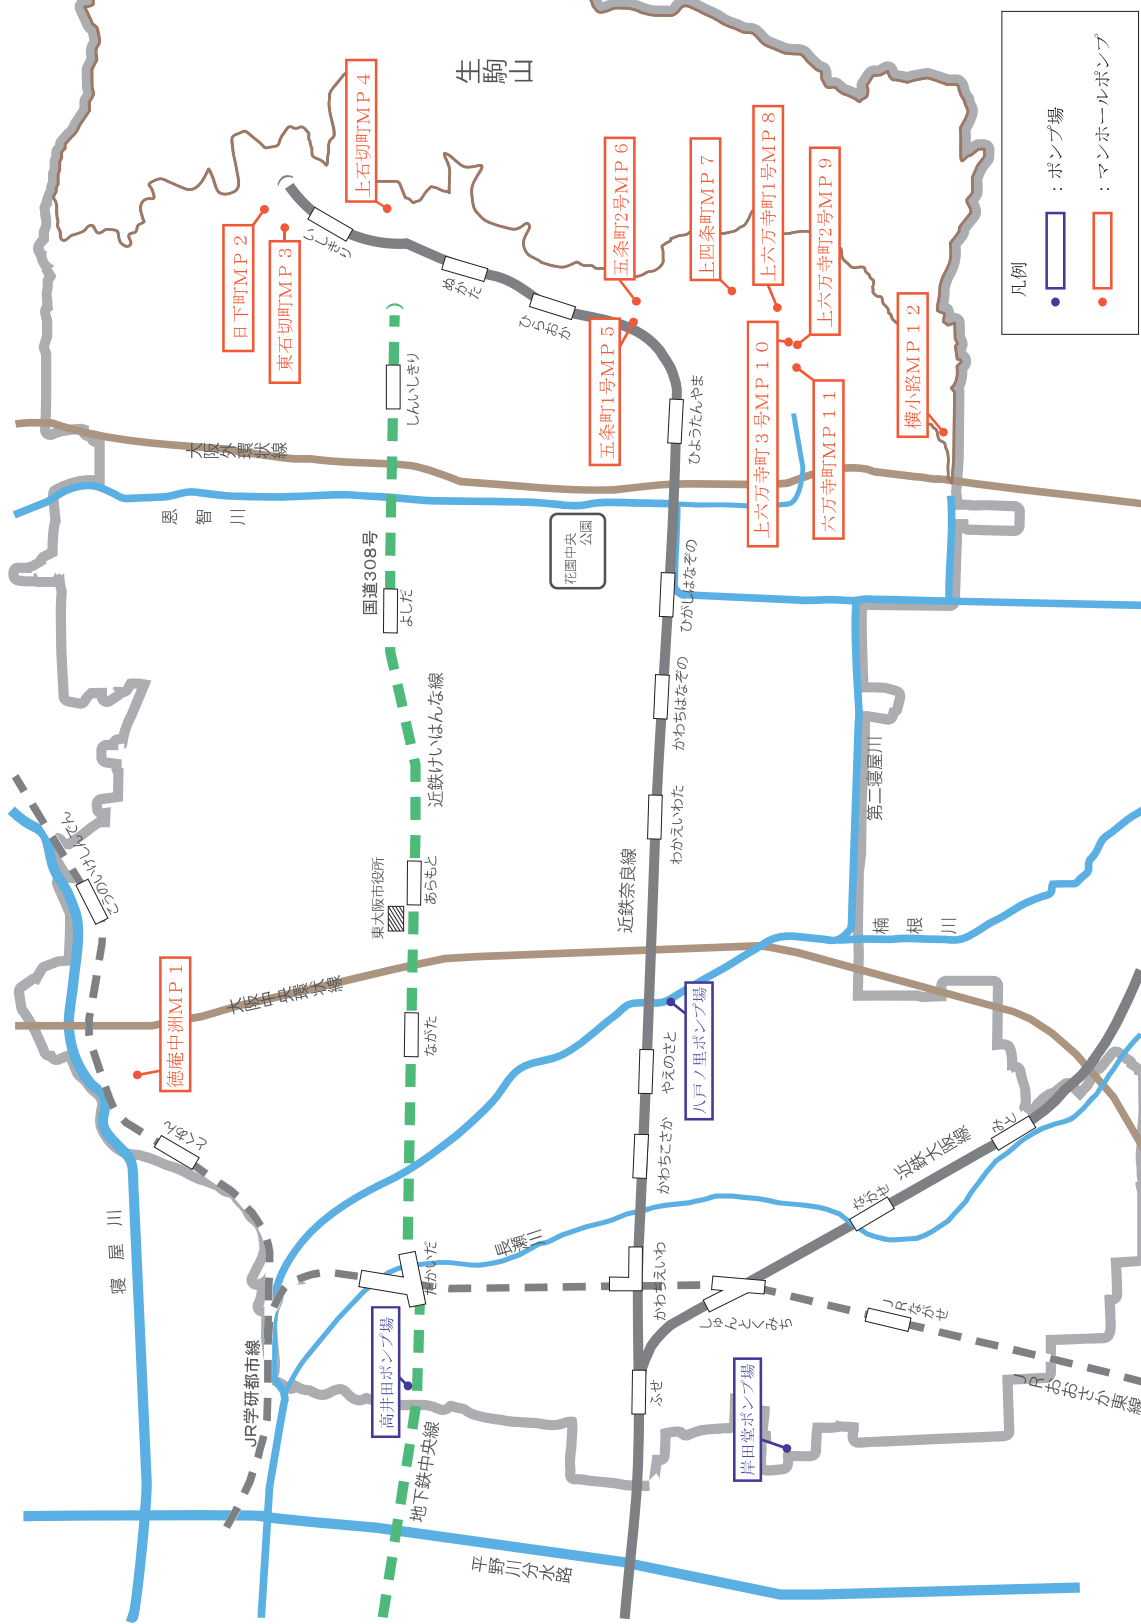 生駒山
凡例
：ポンプ場
：マンホールポンプ
上石切町ＭＰ４
日下町ＭＰ２
東石切町ＭＰ３
五条町2号ＭＰ６
五条町1号ＭＰ５
上四条町ＭＰ７
上六万寺町1号ＭＰ８
上六万寺町2号ＭＰ９
上六万寺町３号ＭＰ１０
六万寺町ＭＰ１１
横小路ＭＰ１２
徳庵中洲ＭＰ１
八戸ノ里ポンプ場
高井田ポンプ場
岸田堂ポンプ場
いしきり
ぬかた
ひらおか
ひょうたんやま
ひがしはなぞの
かわちはなぞの
わかえいわた
やえのさと
かわちこさか
かわちえいわ
ふせ
しんいしきり
よしだ
あらもと
ながた
たかいだ
こうのいけしんでん
とくあん
しゅんとくみち
ＪＲながせ
ながせ
みと
大阪外環状線
恩智川
国道308号
花園中央
公園
近鉄けいはんな線
東大阪市役所
近鉄奈良線
第二寝屋川
楠根川
大阪中央環状線
近鉄大阪線
長瀬川
寝屋川
JR学研都市線
地下鉄中央線
平野川分水路
ＪＲおおさか東線